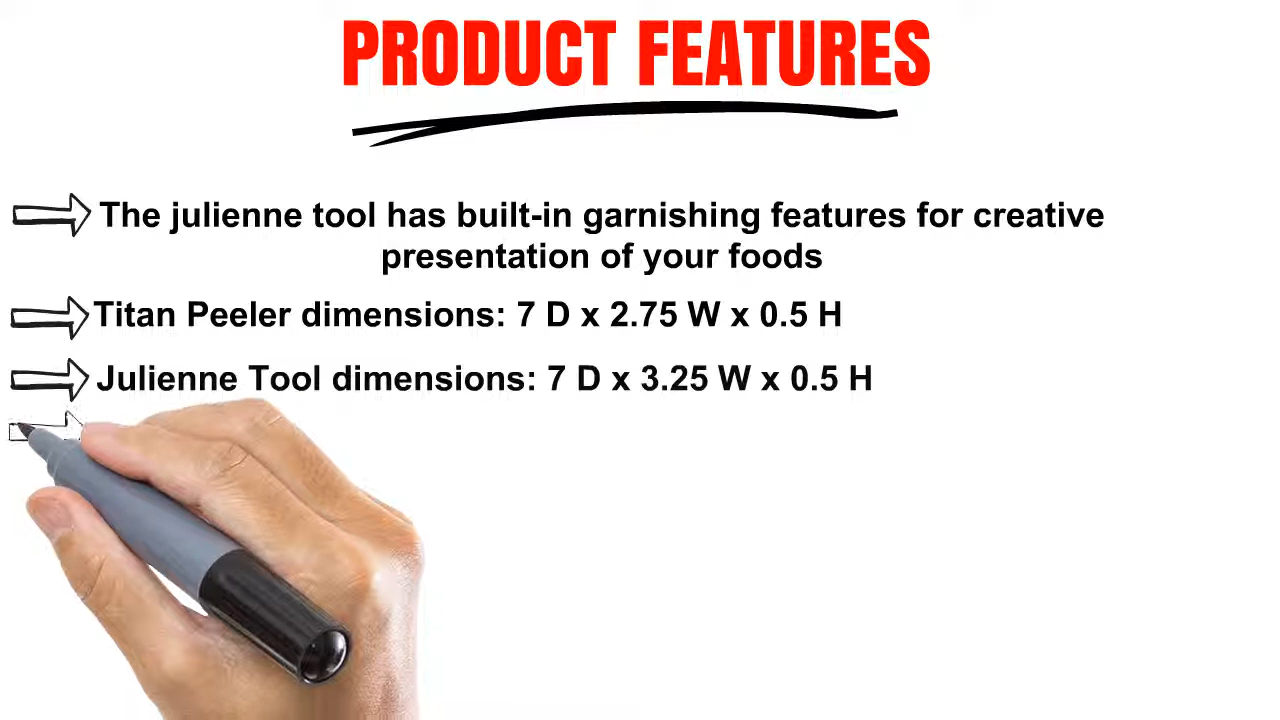 PRODUCT FEATURES
The julienne tool has built-in garnishing features for creative
presentation of your foods
Titan Peeler dimensions: 7 D x 2.75 W x 0.5 H
Julienne Tool dimensions: 7 D x 3.25 W x 0.5 H